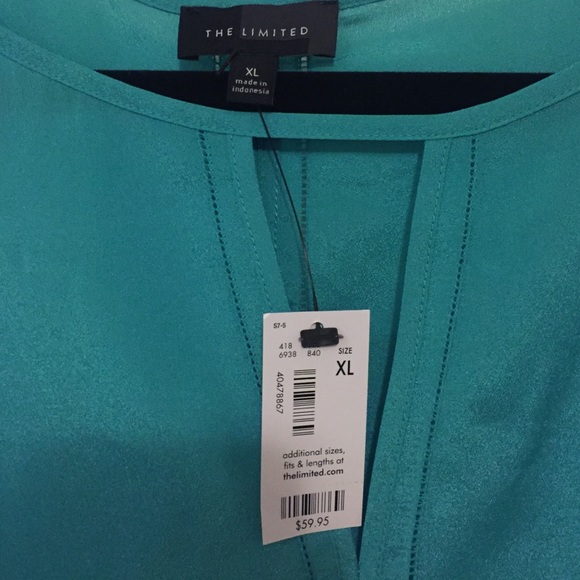 THE LIMITED
XL
made in
indonesia
57-5
418
6938 840
SIZE
XL
40478867
additional sizes,
fits & lengths at
thelimited.com
$59.95